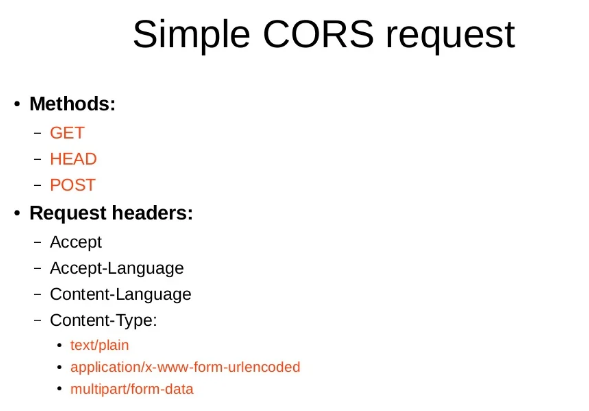 Simple CORS request
• Methods:
– GET
– HEAD
– POST
• Request headers:
– Accept
– Accept-Language
– Content-Language
– Content-Type:
• text/plain
• application/x-www-form-urlencoded
• multipart/form-data